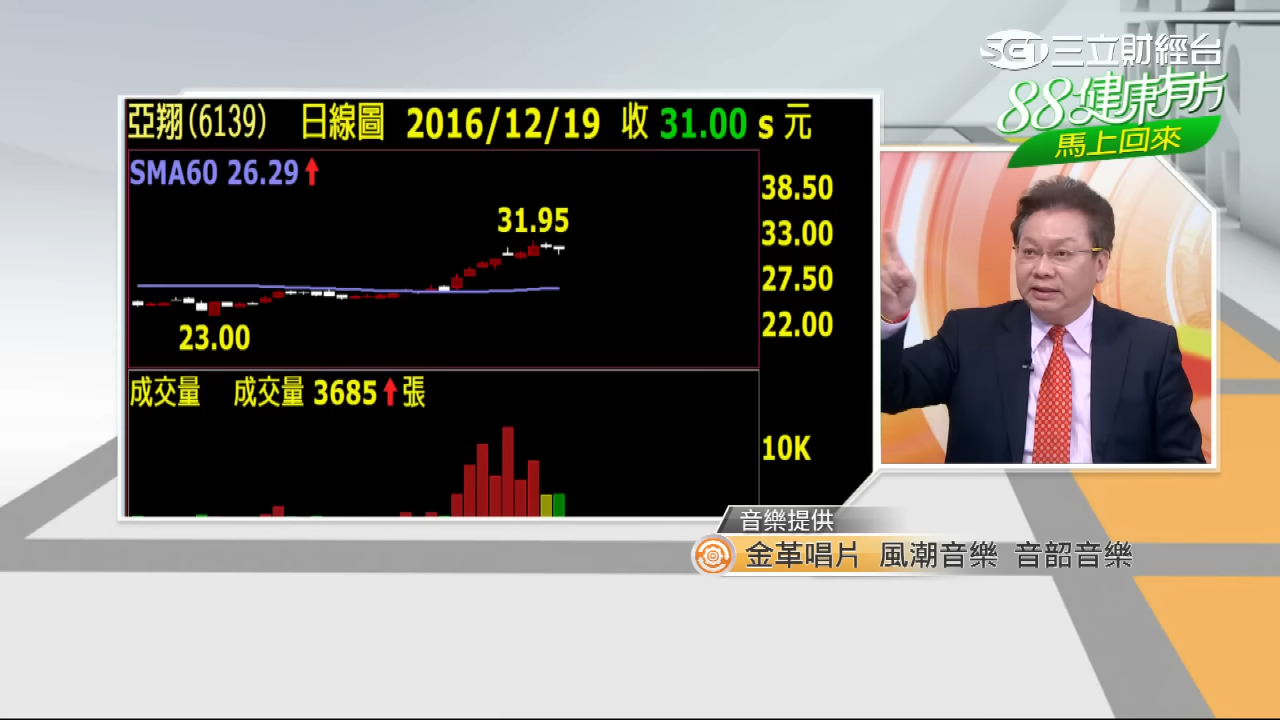 SET三立財經台
88健康有方
馬上回來
亞翔(6139) 日線圖 2016/12/19 收 31.00 s 元
SMA60 26.29↑
38.50
31.95
33.00
27.50
22.00
23.00
成交量 成交量 3685↑張
10K
音樂提供
金革唱片 風潮音樂 音韶音樂